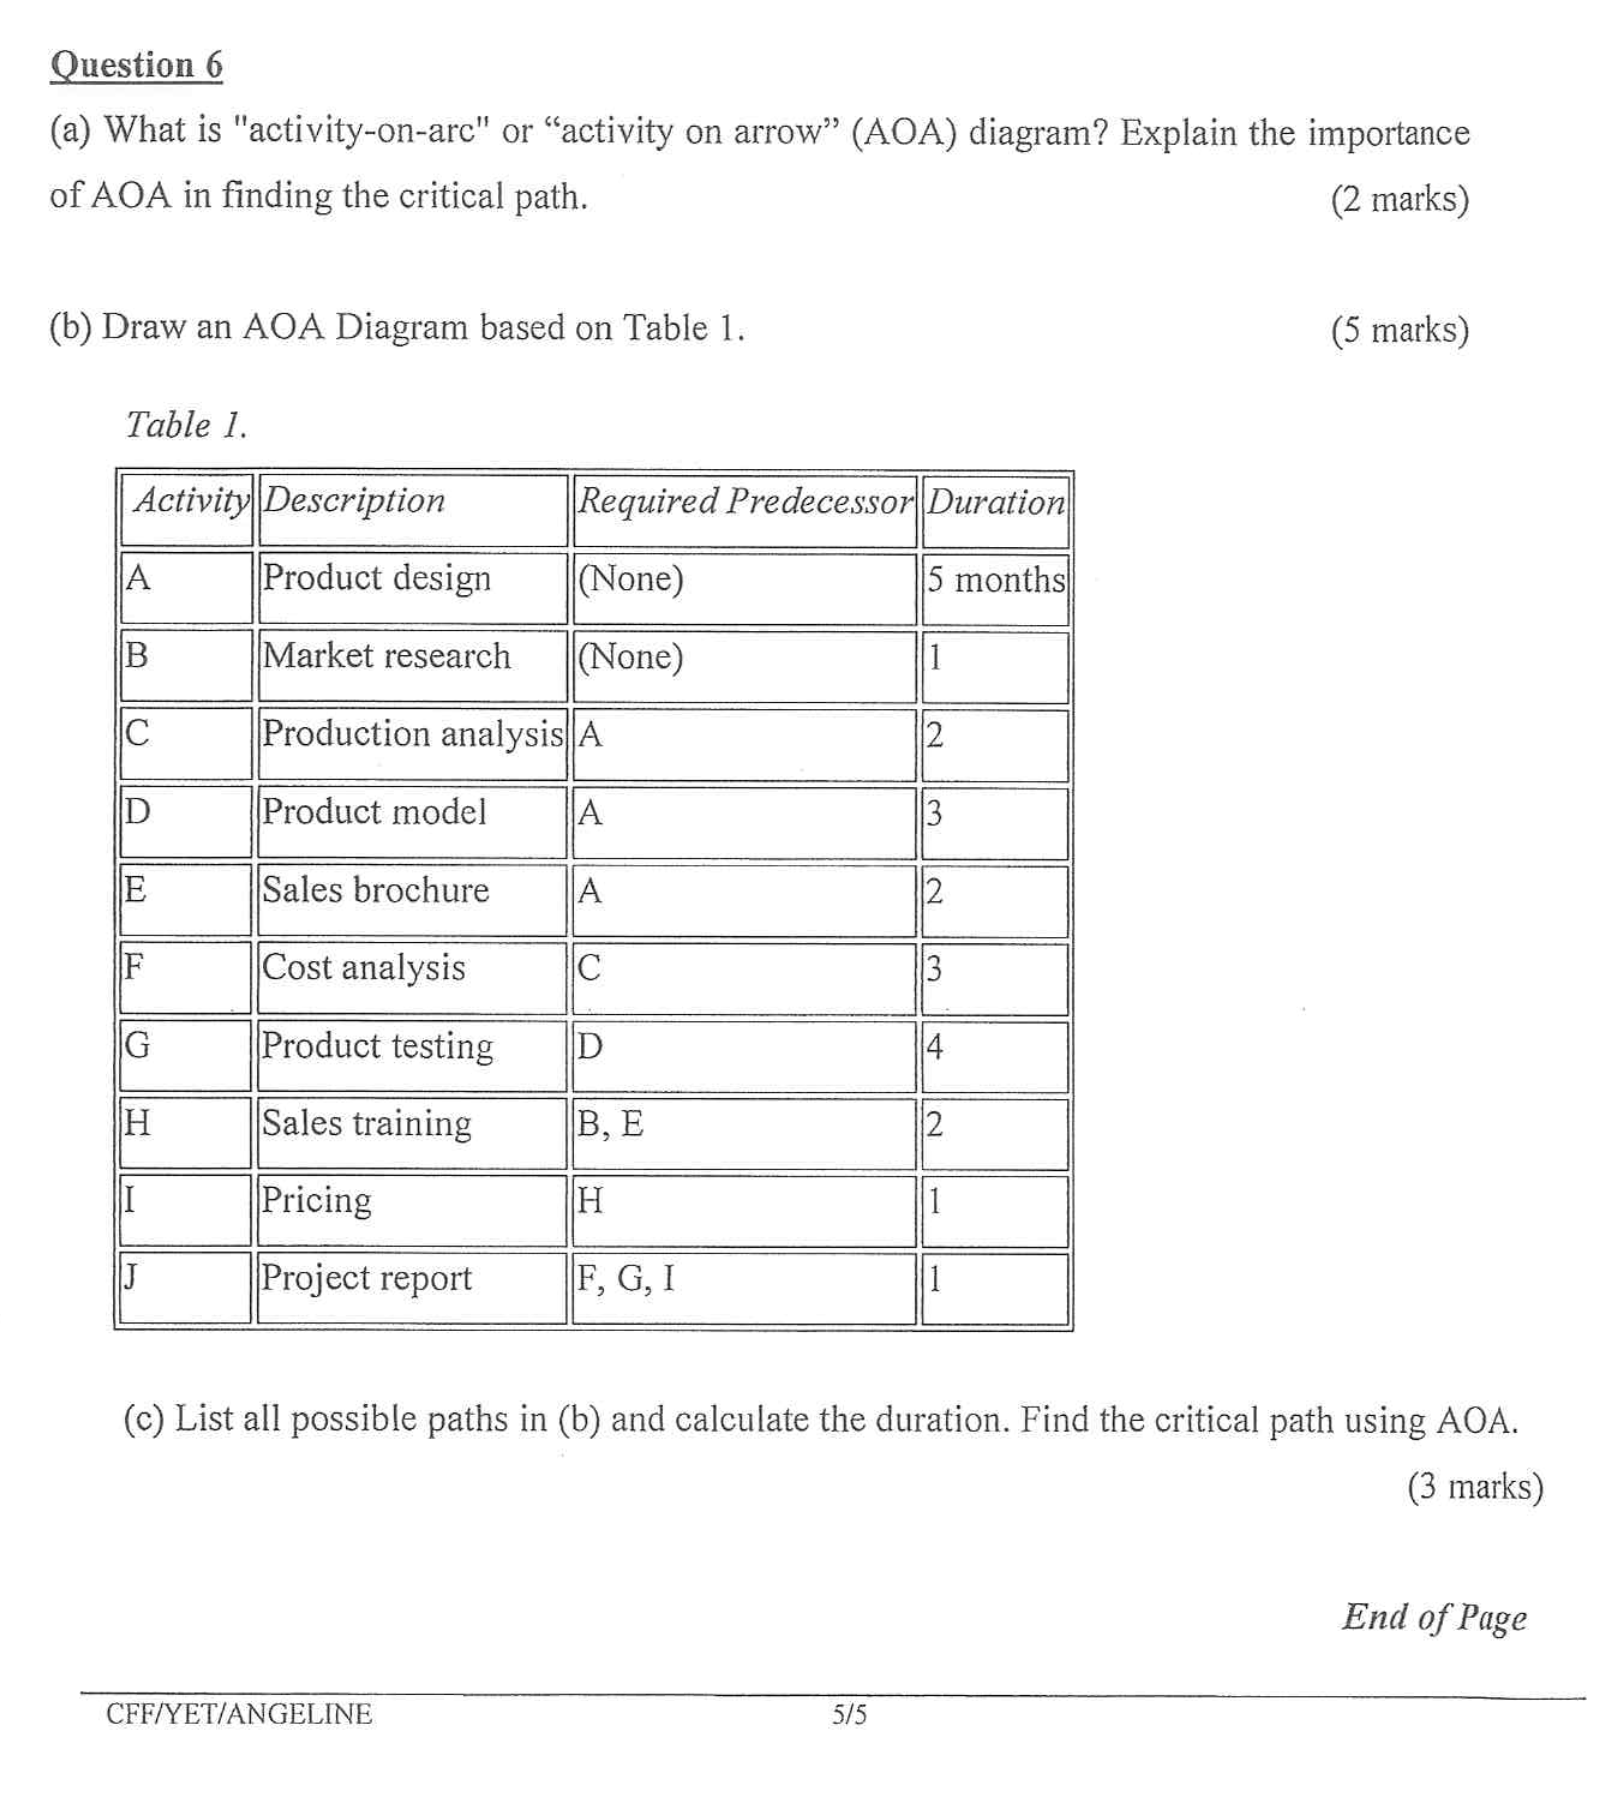 Question 6
(a) What is "activity-on-arc" or “activity on arrow” (AOA) diagram? Explain the importance
of AOA in finding the critical path. (2 marks)
(b) Draw an AOA Diagram based on Table 1. (5 marks)
Table 1.
Activity Description Required Predecessor Duration
A Product design (None) 5 months
B Market research (None) 1
C Production analysis A 2
D Product model A 3
E Sales brochure A 2
F Cost analysis C 3
G Product testing D 4
H Sales training B, E 2
I Pricing H 1
J Project report F, G, I 1
(c) List all possible paths in (b) and calculate the duration. Find the critical path using AOA.
(3 marks)
End of Page
CFF/YET/ANGELINE 5/5